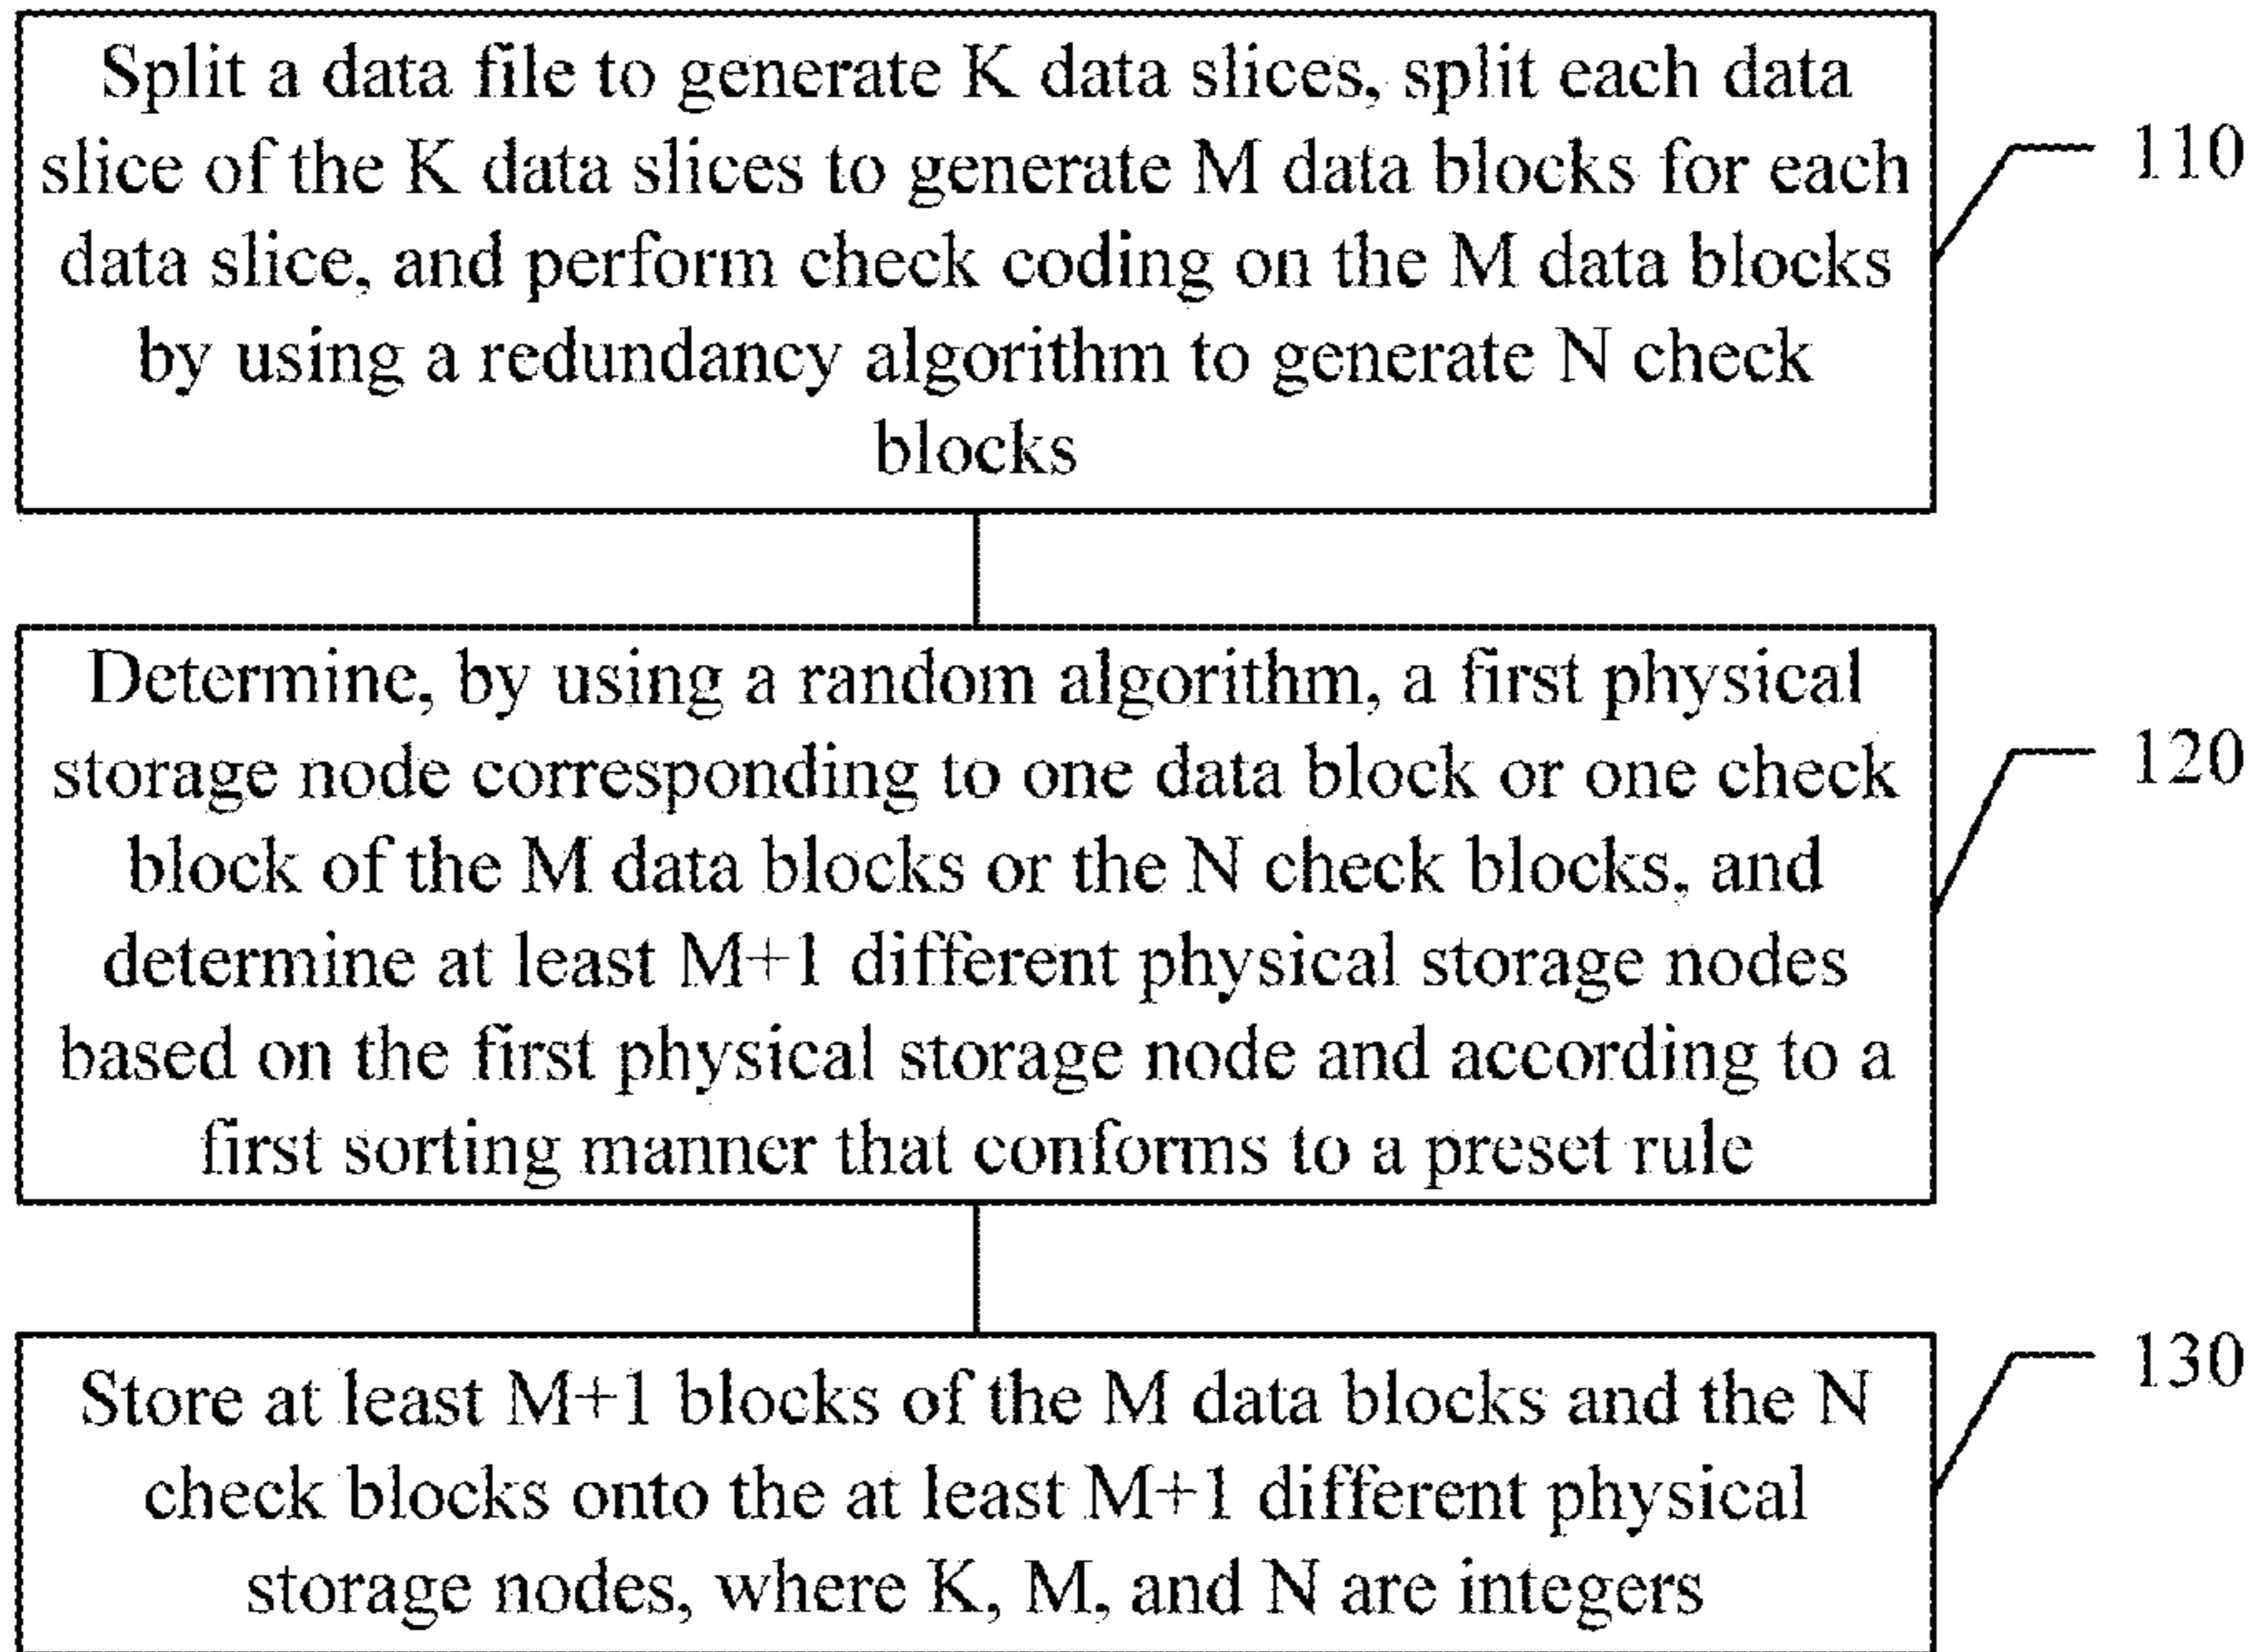 Split a data file to generate K data slices, split each data
slice of the K data slices to generate M data blocks for each
data slice, and perform check coding on the M data blocks
by using a redundancy algorithm to generate N check
blocks
110
Determine, by using a random algorithm, a first physical
storage node corresponding to one data block or one check
block of the M data blocks or the N check blocks, and
determine at least M+1 different physical storage nodes
based on the first physical storage node and according to a
first sorting manner that conforms to a preset rule
120
Store at least M+1 blocks of the M data blocks and the N
check blocks onto the at least M+1 different physical
storage nodes, where K, M, and N are integers
130